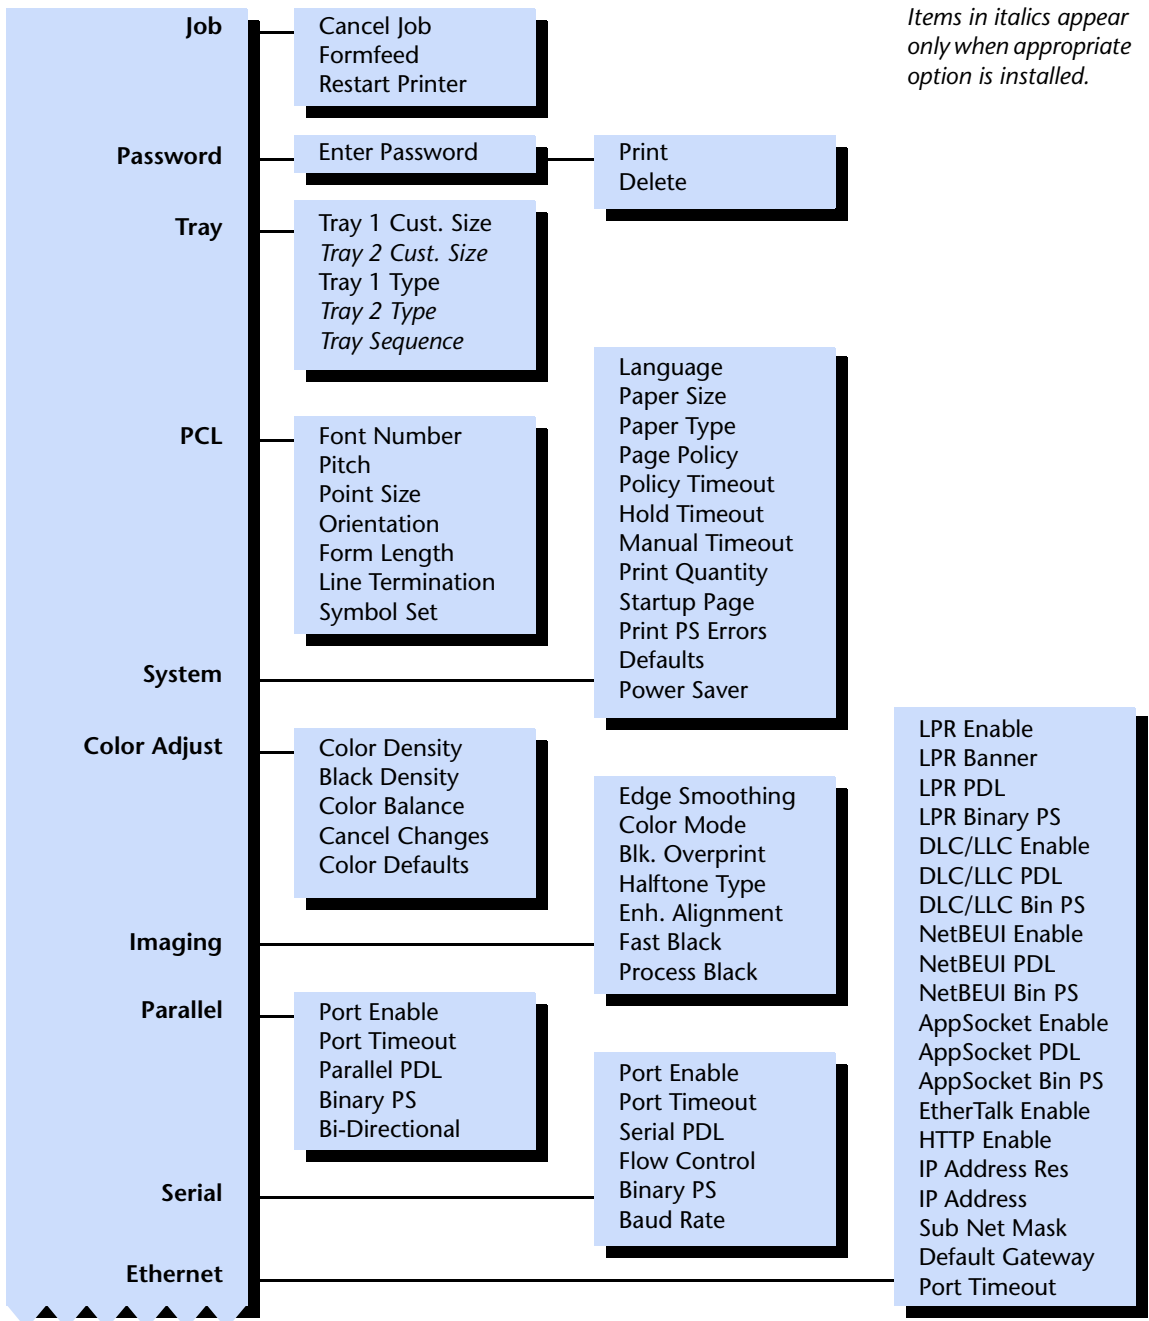 Items in italics appear
only when appropriate
option is installed.
Job
Cancel Job
Formfeed
Restart Printer
Password
Enter Password
Print
Delete
Tray
Tray 1 Cust. Size
Tray 2 Cust. Size
Tray 1 Type
Tray 2 Type
Tray Sequence
PCL
Font Number
Pitch
Point Size
Orientation
Form Length
Line Termination
Symbol Set
System
Language
Paper Size
Paper Type
Page Policy
Policy Timeout
Hold Timeout
Manual Timeout
Print Quantity
Startup Page
Print PS Errors
Defaults
Power Saver
Color Adjust
Color Density
Black Density
Color Balance
Cancel Changes
Color Defaults
Imaging
Edge Smoothing
Color Mode
Blk. Overprint
Halftone Type
Enh. Alignment
Fast Black
Process Black
Parallel
Port Enable
Port Timeout
Parallel PDL
Binary PS
Bi-Directional
Serial
Port Enable
Port Timeout
Serial PDL
Flow Control
Binary PS
Baud Rate
Ethernet
LPR Enable
LPR Banner
LPR PDL
LPR Binary PS
DLC/LLC Enable
DLC/LLC PDL
DLC/LLC Bin PS
NetBEUI Enable
NetBEUI PDL
NetBEUI Bin PS
AppSocket Enable
AppSocket PDL
AppSocket Bin PS
EtherTalk Enable
HTTP Enable
IP Address Res
IP Address
Sub Net Mask
Default Gateway
Port Timeout